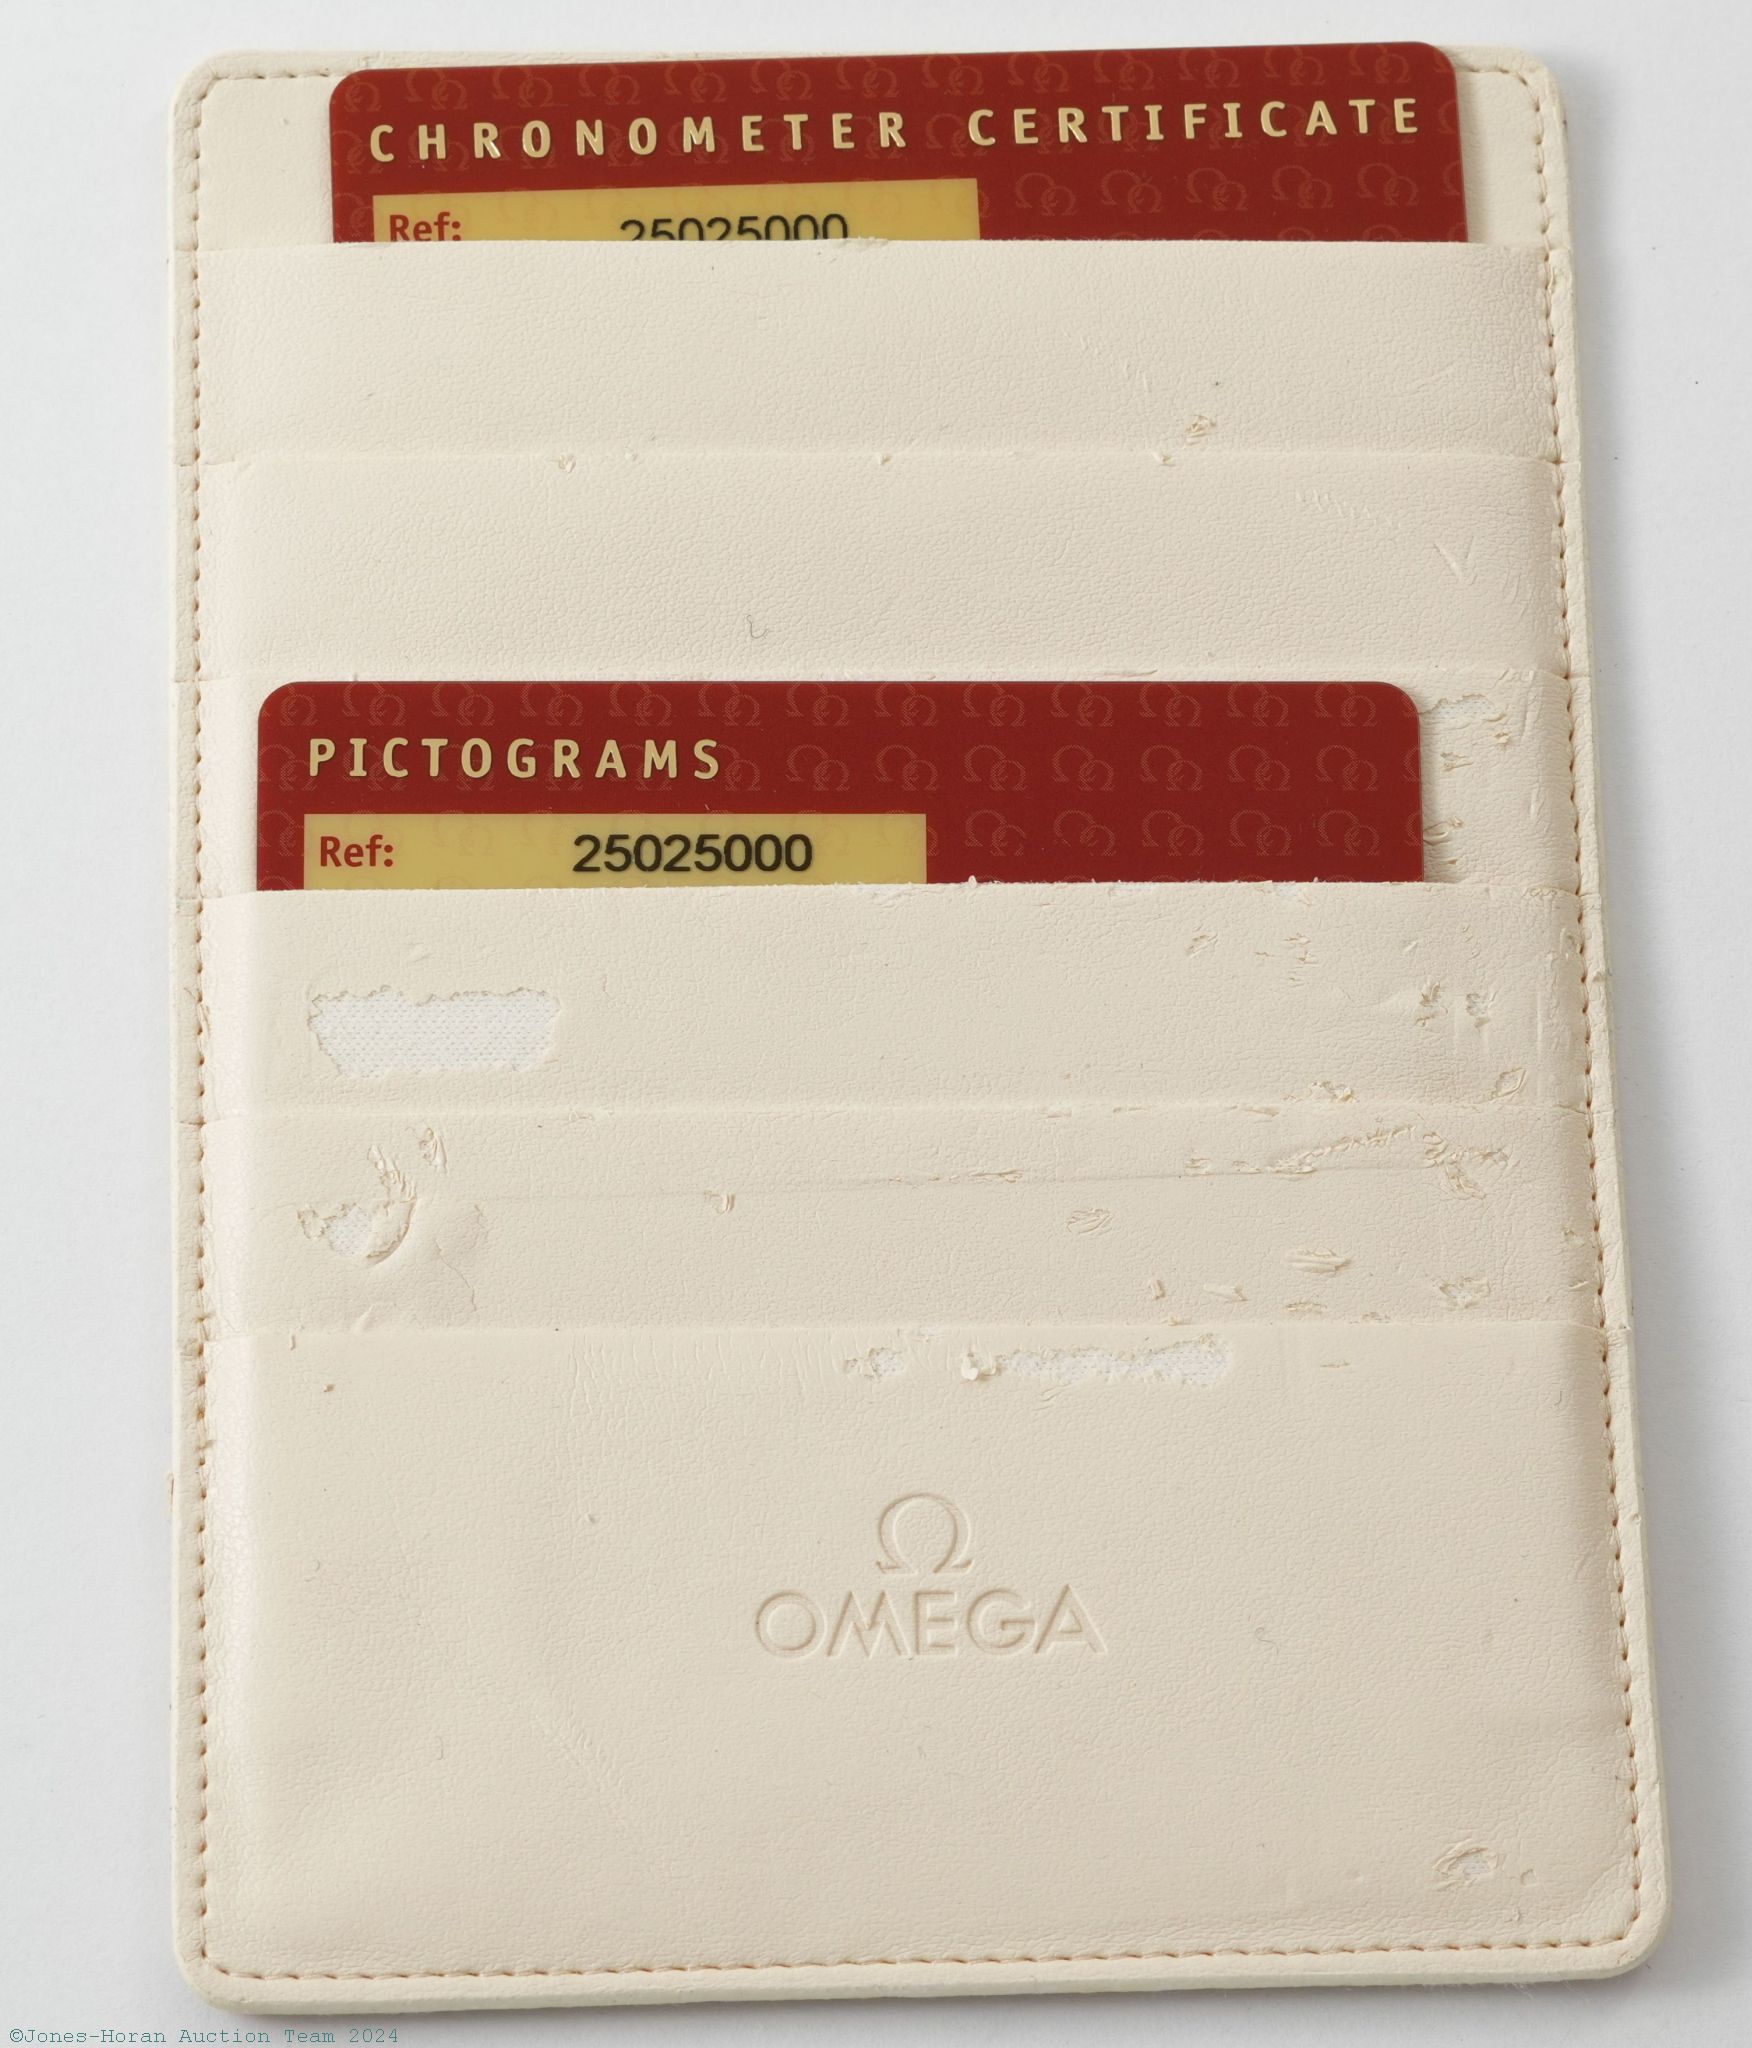 CHRONOMETER CERTIFICATE
Ref: 25025000
PICTOGRAMS
Ref: 25025000
Ω
OMEGA
©Jones-Horan Auction Team 2024